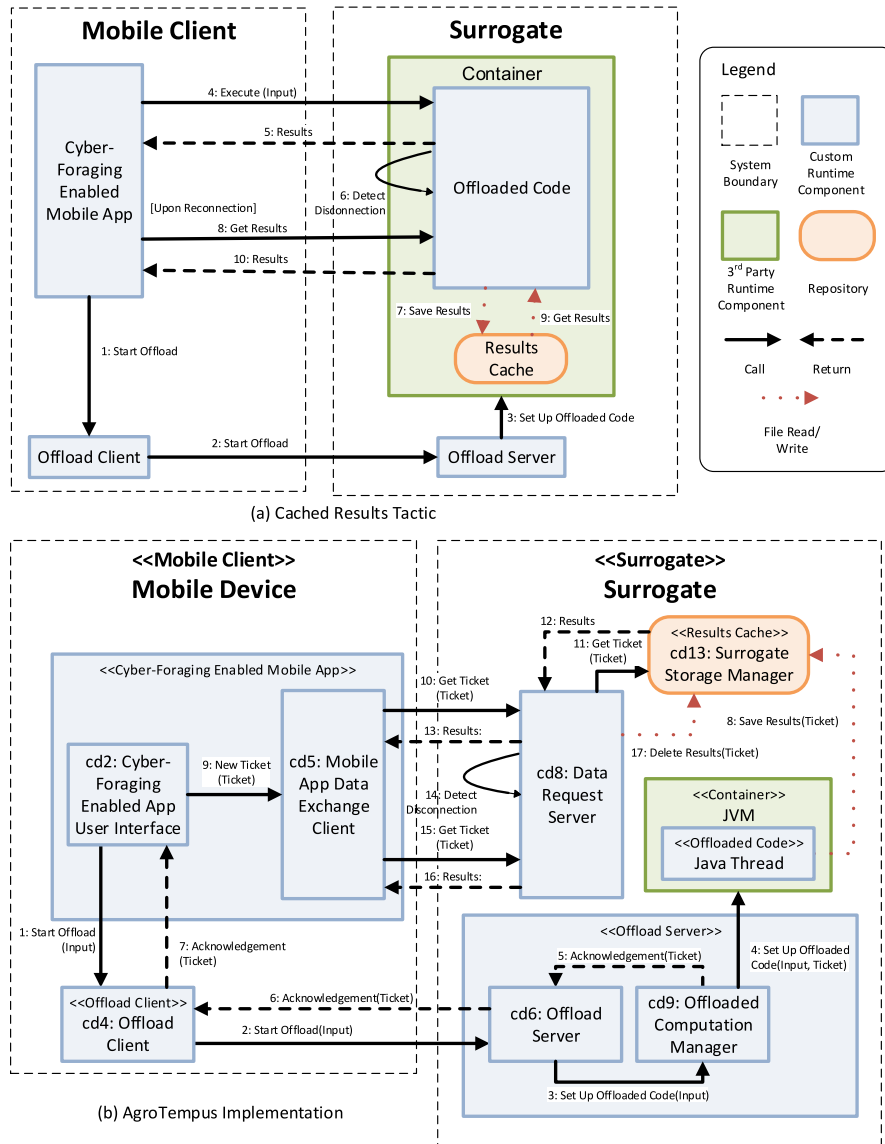 Mobile Client
Surrogate
Container
Cyber-
Foraging
Enabled
Mobile App
4: Execute (Input)
5: Results
6: Detect
Disconnection
Offloaded Code
[Upon Reconnection]
8: Get Results
10: Results
7: Save Results
9: Get Results
Results
Cache
1: Start Offload
3: Set Up Offloaded Code
Offload Client
2: Start Offload
Offload Server
Legend
System
Boundary
Custom
Runtime
Component
3rd Party
Runtime
Component
Repository
Call
Return
File Read/
Write
(a) Cached Results Tactic
<<Mobile Client>>
Mobile Device
<<Surrogate>>
Surrogate
<<Cyber-Foraging Enabled Mobile App>>
cd2: Cyber-
Foraging
Enabled App
User Interface
9: New Ticket
(Ticket)
cd5: Mobile
App Data
Exchange
Client
10: Get Ticket
(Ticket)
13: Results:
14: Detect
Disconnection
15: Get Ticket
(Ticket)
16: Results:
cd8: Data
Request
Server
12: Results
11: Get Ticket
(Ticket)
<<Results Cache>>
cd13: Surrogate
Storage Manager
8: Save Results(Ticket)
17: Delete Results(Ticket)
<<Container>>
JVM
<<Offloaded Code>>
Java Thread
1: Start Offload
(Input)
7: Acknowledgement
(Ticket)
<<Offload Server>>
4: Set Up Offloaded
Code(Input, Ticket)
5: Acknowledgement(Ticket)
6: Acknowledgement(Ticket)
<<Offload Client>>
cd4: Offload
Client
2: Start Offload(Input)
cd6: Offload
Server
cd9: Offloaded
Computation
Manager
3: Set Up Offloaded Code(Input)
(b) AgroTempus Implementation